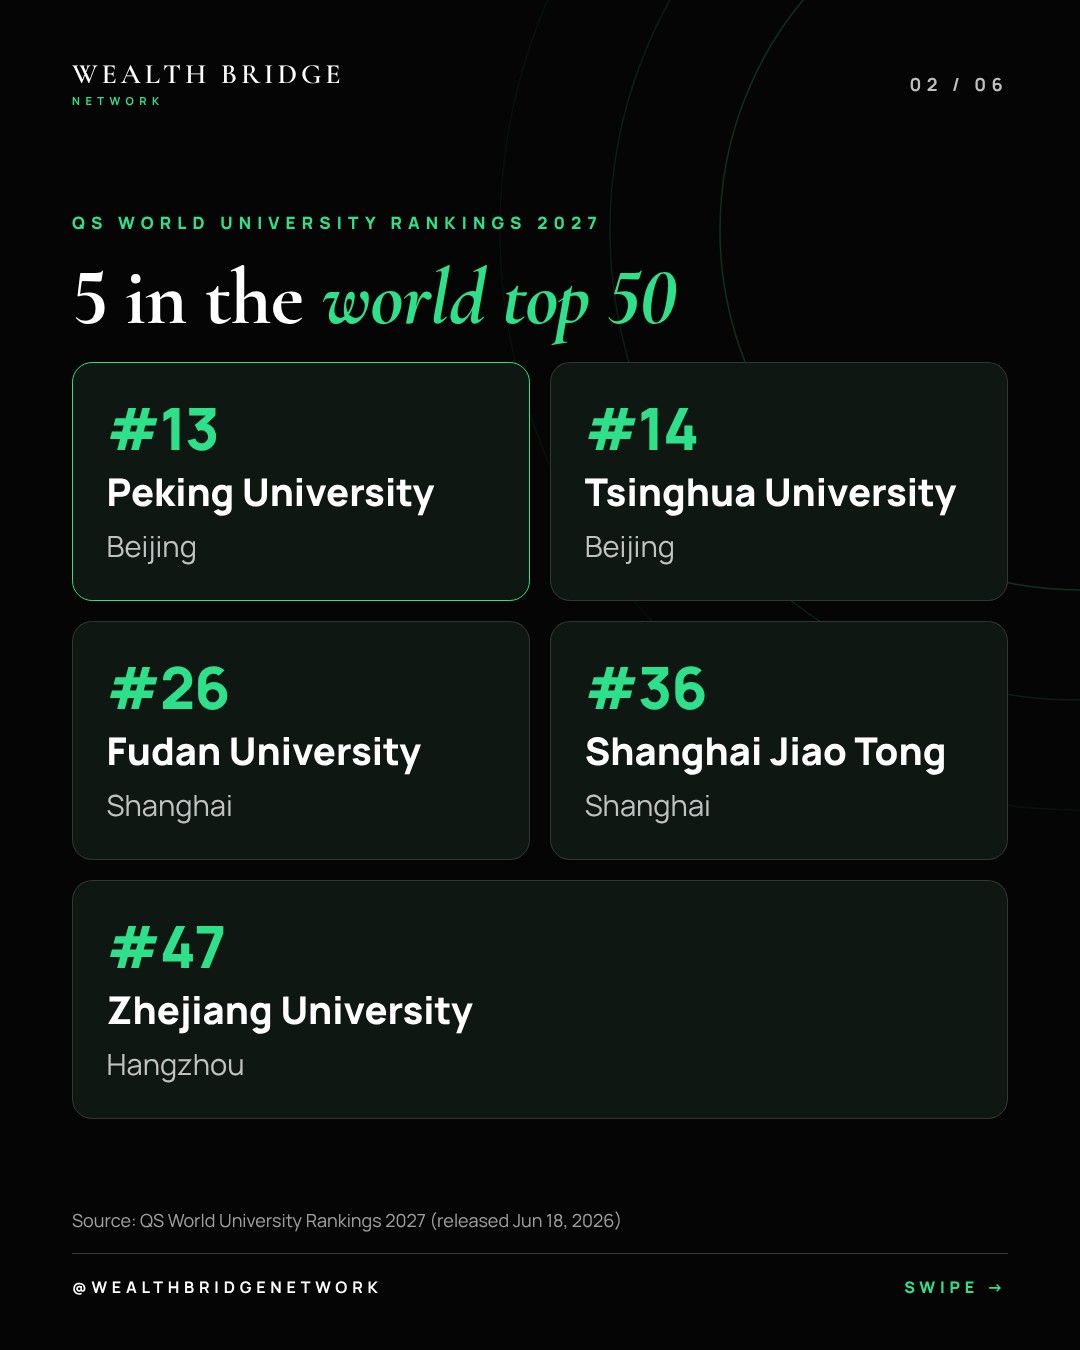 WEALTH BRIDGE
NETWORK
02 / 06
QS WORLD UNIVERSITY RANKINGS 2027
5 in the world top 50
#13
Peking University
Beijing
#14
Tsinghua University
Beijing
#26
Fudan University
Shanghai
#36
Shanghai Jiao Tong
Shanghai
#47
Zhejiang University
Hangzhou
Source: QS World University Rankings 2027 (released Jun 18, 2026)
@WEALTHBRIDGENETWORK
SWIPE →